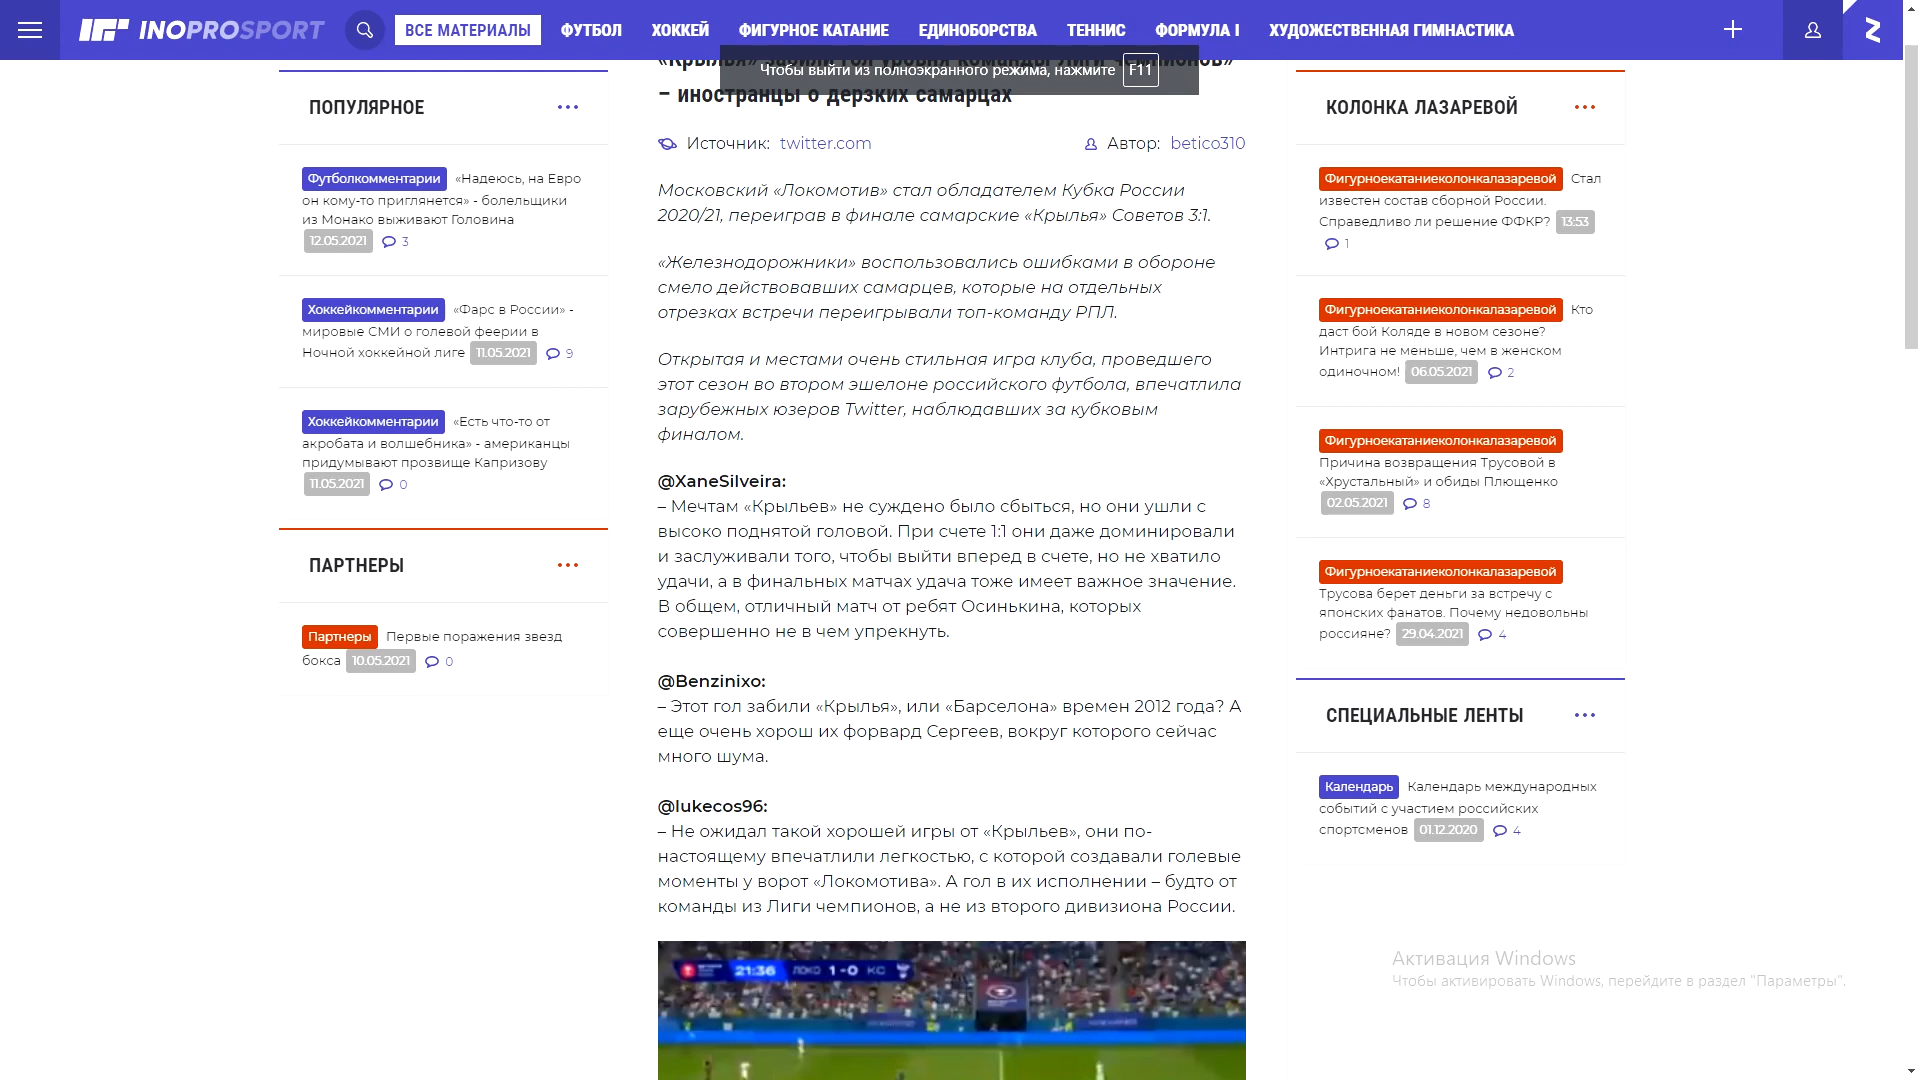 INOPROSPORT
ВСЕ МАТЕРИАЛЫ
ФУТБОЛ
ХОККЕЙ
ФИГУРНОЕ КАТАНИЕ
ЕДИНОБОРСТВА
ТЕННИС
ФОРМУЛА I
ХУДОЖЕСТВЕННАЯ ГИМНАСТИКА
Чтобы выйти из полноэкранного режима, нажмите F11
ПОПУЛЯРНОЕ
Футболкомментарии «Надеюсь, на Евро
он кому-то приглянется» - болельщики
из Монако выживают Головина
12.05.2021 3
Хоккейкомментарии «Фарс в России» -
мировые СМИ о голевой феерии в
Ночной хоккейной лиге 11.05.2021 9
Хоккейкомментарии «Есть что-то от
акробата и волшебника» - американцы
придумывают прозвище Капризову
11.05.2021 0
ПАРТНЕРЫ
Партнеры Первые поражения звезд
бокса 10.05.2021 0
«Крылья» забили гол уровня команды Лиги чемпионов»
– иностранцы о дерзких самарцах
Источник: twitter.com
Автор: betico310
Московский «Локомотив» стал обладателем Кубка России
2020/21, переиграв в финале самарские «Крылья» Советов 3:1.
«Железнодорожники» воспользовались ошибками в обороне
смело действовавших самарцев, которые на отдельных
отрезках встречи переигрывали топ-команду РПЛ.
Открытая и местами очень стильная игра клуба, проведшего
этот сезон во втором эшелоне российского футбола, впечатлила
зарубежных юзеров Twitter, наблюдавших за кубковым
финалом.
@XaneSilveira:
– Мечтам «Крыльев» не суждено было сбыться, но они ушли с
высоко поднятой головой. При счете 1:1 они даже доминировали
и заслуживали того, чтобы выйти вперед в счете, но не хватило
удачи, а в финальных матчах удача тоже имеет важное значение.
В общем, отличный матч от ребят Осинькина, которых
совершенно не в чем упрекнуть.
@Benzinixo:
– Этот гол забили «Крылья», или «Барселона» времен 2012 года? А
еще очень хорош их форвард Сергеев, вокруг которого сейчас
много шума.
@lukecos96:
– Не ожидал такой хорошей игры от «Крыльев», они по-
настоящему впечатлили легкостью, с которой создавали голевые
моменты у ворот «Локомотива». А гол в их исполнении – будто от
команды из Лиги чемпионов, а не из второго дивизиона России.
21:36 ЛОКО 1-0 КС
КОЛОНКА ЛАЗАРЕВОЙ
Фигурноекатаниеколонкалазаревой Стал
известен состав сборной России.
Справедливо ли решение ФФКР? 13:53
1
Фигурноекатаниеколонкалазаревой Кто
даст бой Коляде в новом сезоне?
Интрига не меньше, чем в женском
одиночном! 06.05.2021 2
Фигурноекатаниеколонкалазаревой
Причина возвращения Трусовой в
«Хрустальный» и обиды Плющенко
02.05.2021 8
Фигурноекатаниеколонкалазаревой
Трусова берет деньги за встречу с
японских фанатов. Почему недовольны
россияне? 29.04.2021 4
СПЕЦИАЛЬНЫЕ ЛЕНТЫ
Календарь Календарь международных
событий с участием российских
спортсменов 01.12.2020 4
Активация Windows
Чтобы активировать Windows, перейдите в раздел "Параметры".